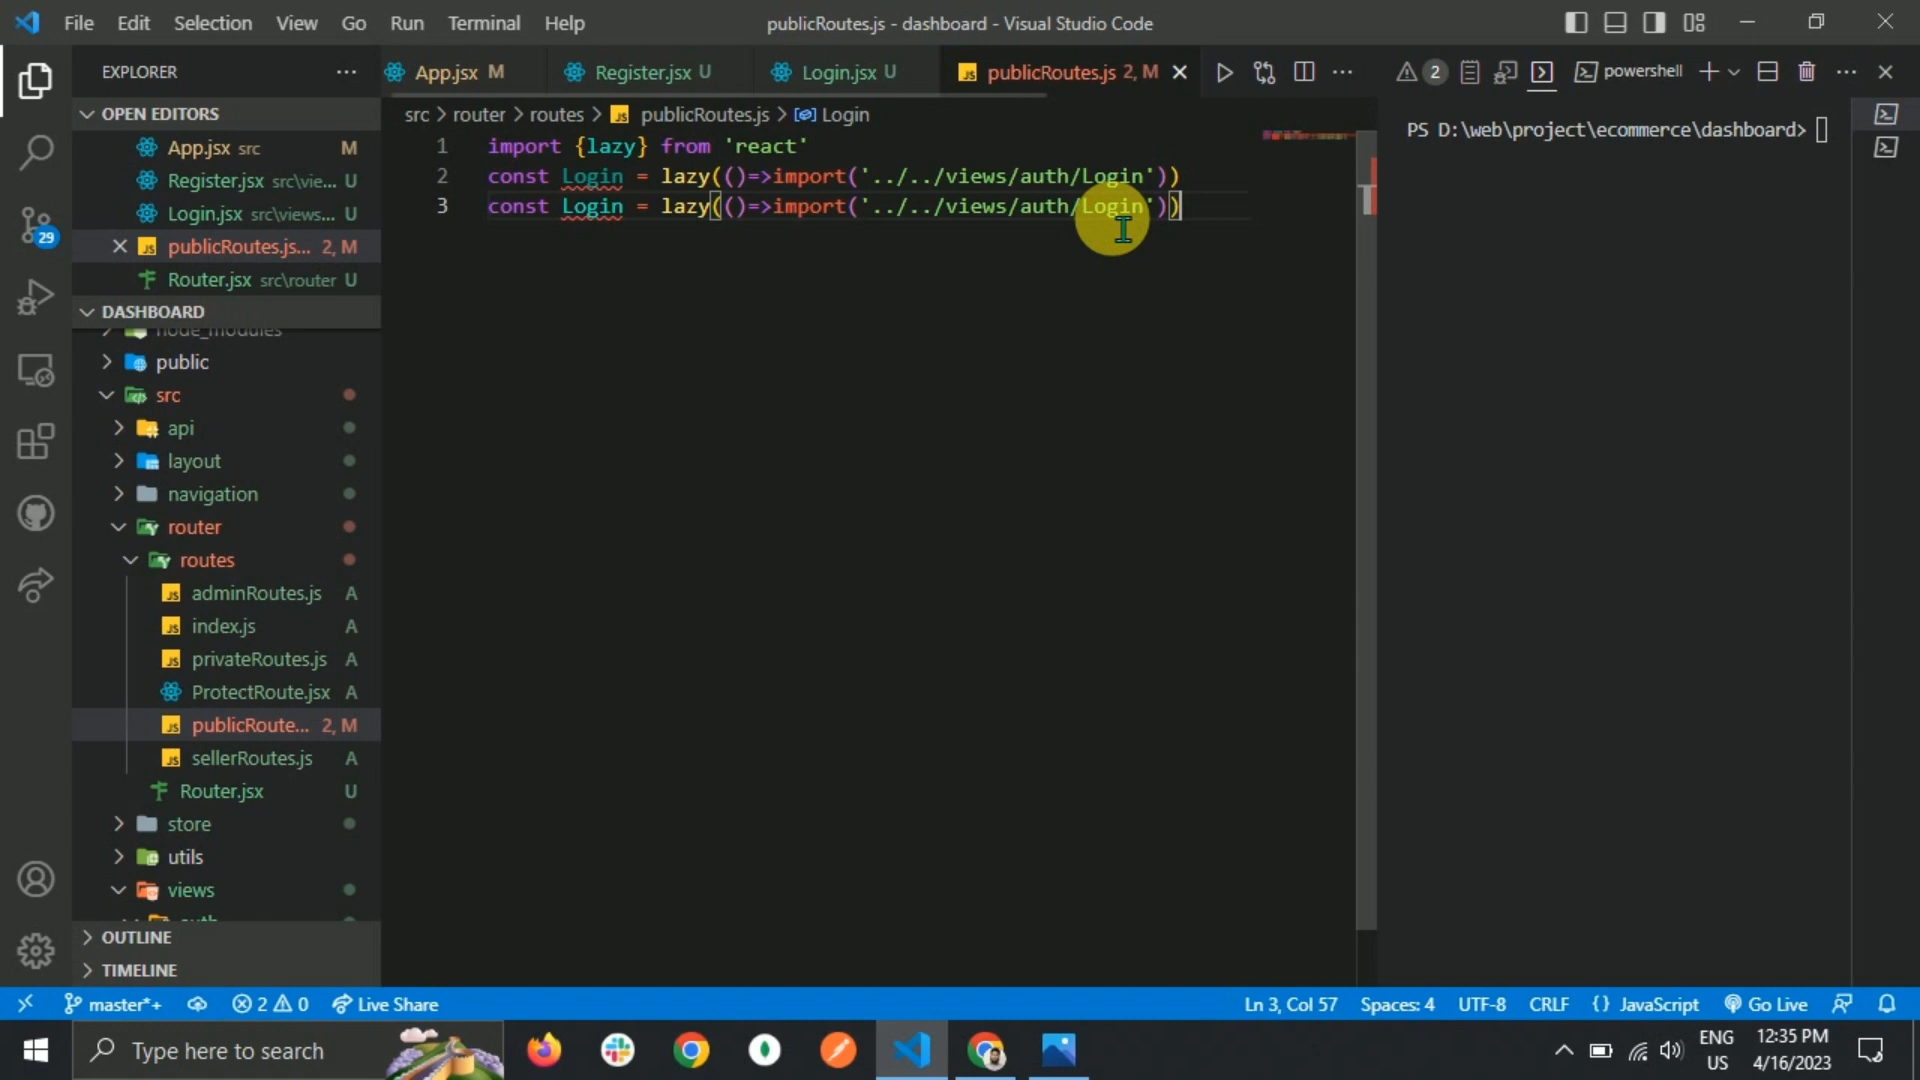 File Edit Selection View Go Run Terminal Help
publicRoutes.js - dashboard - Visual Studio Code
EXPLORER
App.jsx M
Register.jsx U
Login.jsx U
publicRoutes.js 2, M
2
powershell
OPEN EDITORS
App.jsx src M
Register.jsx src\vie... U
Login.jsx src\views... U
publicRoutes.js... 2, M
Router.jsx src\router U
DASHBOARD
node_modules
public
src
api
layout
navigation
router
routes
adminRoutes.js A
index.js A
privateRoutes.js A
ProtectRoute.jsx A
publicRoute... 2, M
sellerRoutes.js A
Router.jsx U
store
utils
views
auth
OUTLINE
TIMELINE
29
src > router > routes > publicRoutes.js > Login
1 import {lazy} from 'react'
2 const Login = lazy(()=>import('../../views/auth/Login'))
3 const Login = lazy(()=>import('../../views/auth/Login'))
PS D:\web\project\ecommerce\dashboard>
master*+ 2 0 Live Share
Ln 3, Col 57 Spaces: 4 UTF-8 CRLF {} JavaScript Go Live
Type here to search
ENG
US
12:35 PM
4/16/2023